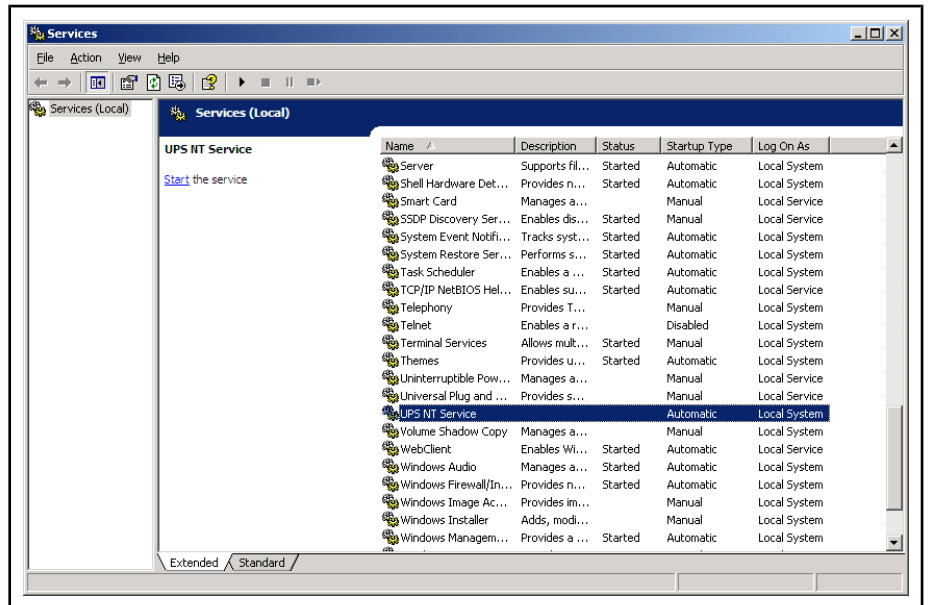 Services
File Action View Help
Services (Local)
Services (Local)
UPS NT Service
Start the service
Name Description Status Startup Type Log On As
Server Supports fil... Started Automatic Local System
Shell Hardware Det... Provides n... Started Automatic Local System
Smart Card Manages a... Manual Local Service
SSDP Discovery Ser... Enables dis... Started Manual Local Service
System Event Notifi... Tracks syst... Started Automatic Local System
System Restore Ser... Performs s... Started Automatic Local System
Task Scheduler Enables a ... Started Automatic Local System
TCP/IP NetBIOS Hel... Enables su... Started Automatic Local Service
Telephony Provides T... Manual Local System
Telnet Enables a r... Disabled Local System
Terminal Services Allows mult... Started Manual Local System
Themes Provides u... Started Automatic Local System
Uninterruptible Pow... Manages a... Manual Local Service
Universal Plug and ... Provides s... Manual Local Service
UPS NT Service Automatic Local System
Volume Shadow Copy Manages a... Manual Local System
WebClient Enables Wi... Started Automatic Local Service
Windows Audio Manages a... Started Automatic Local System
Windows Firewall/In... Provides n... Started Automatic Local System
Windows Image Ac... Provides im... Manual Local System
Windows Installer Adds, modi... Manual Local System
Windows Managem... Provides a ... Started Automatic Local System
Extended Standard